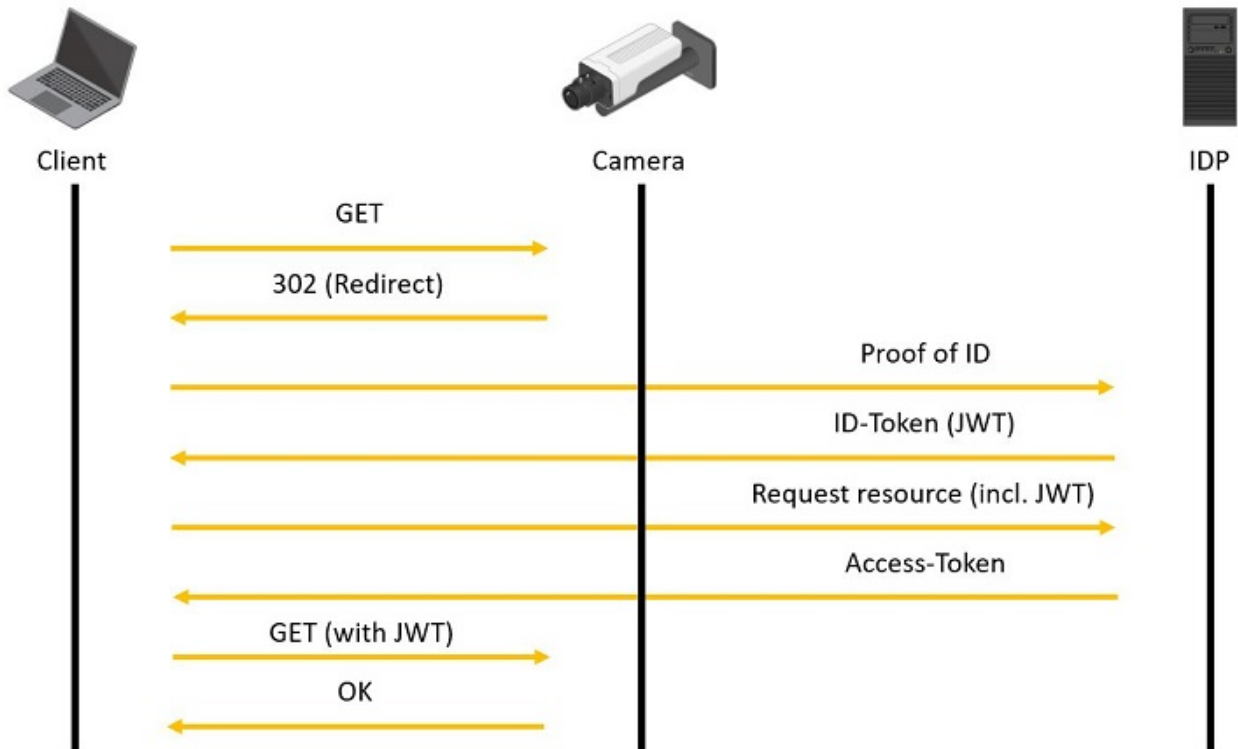 Client
Camera
IDP
GET
302 (Redirect)
Proof of ID
ID-Token (JWT)
Request resource (incl. JWT)
Access-Token
GET (with JWT)
OK